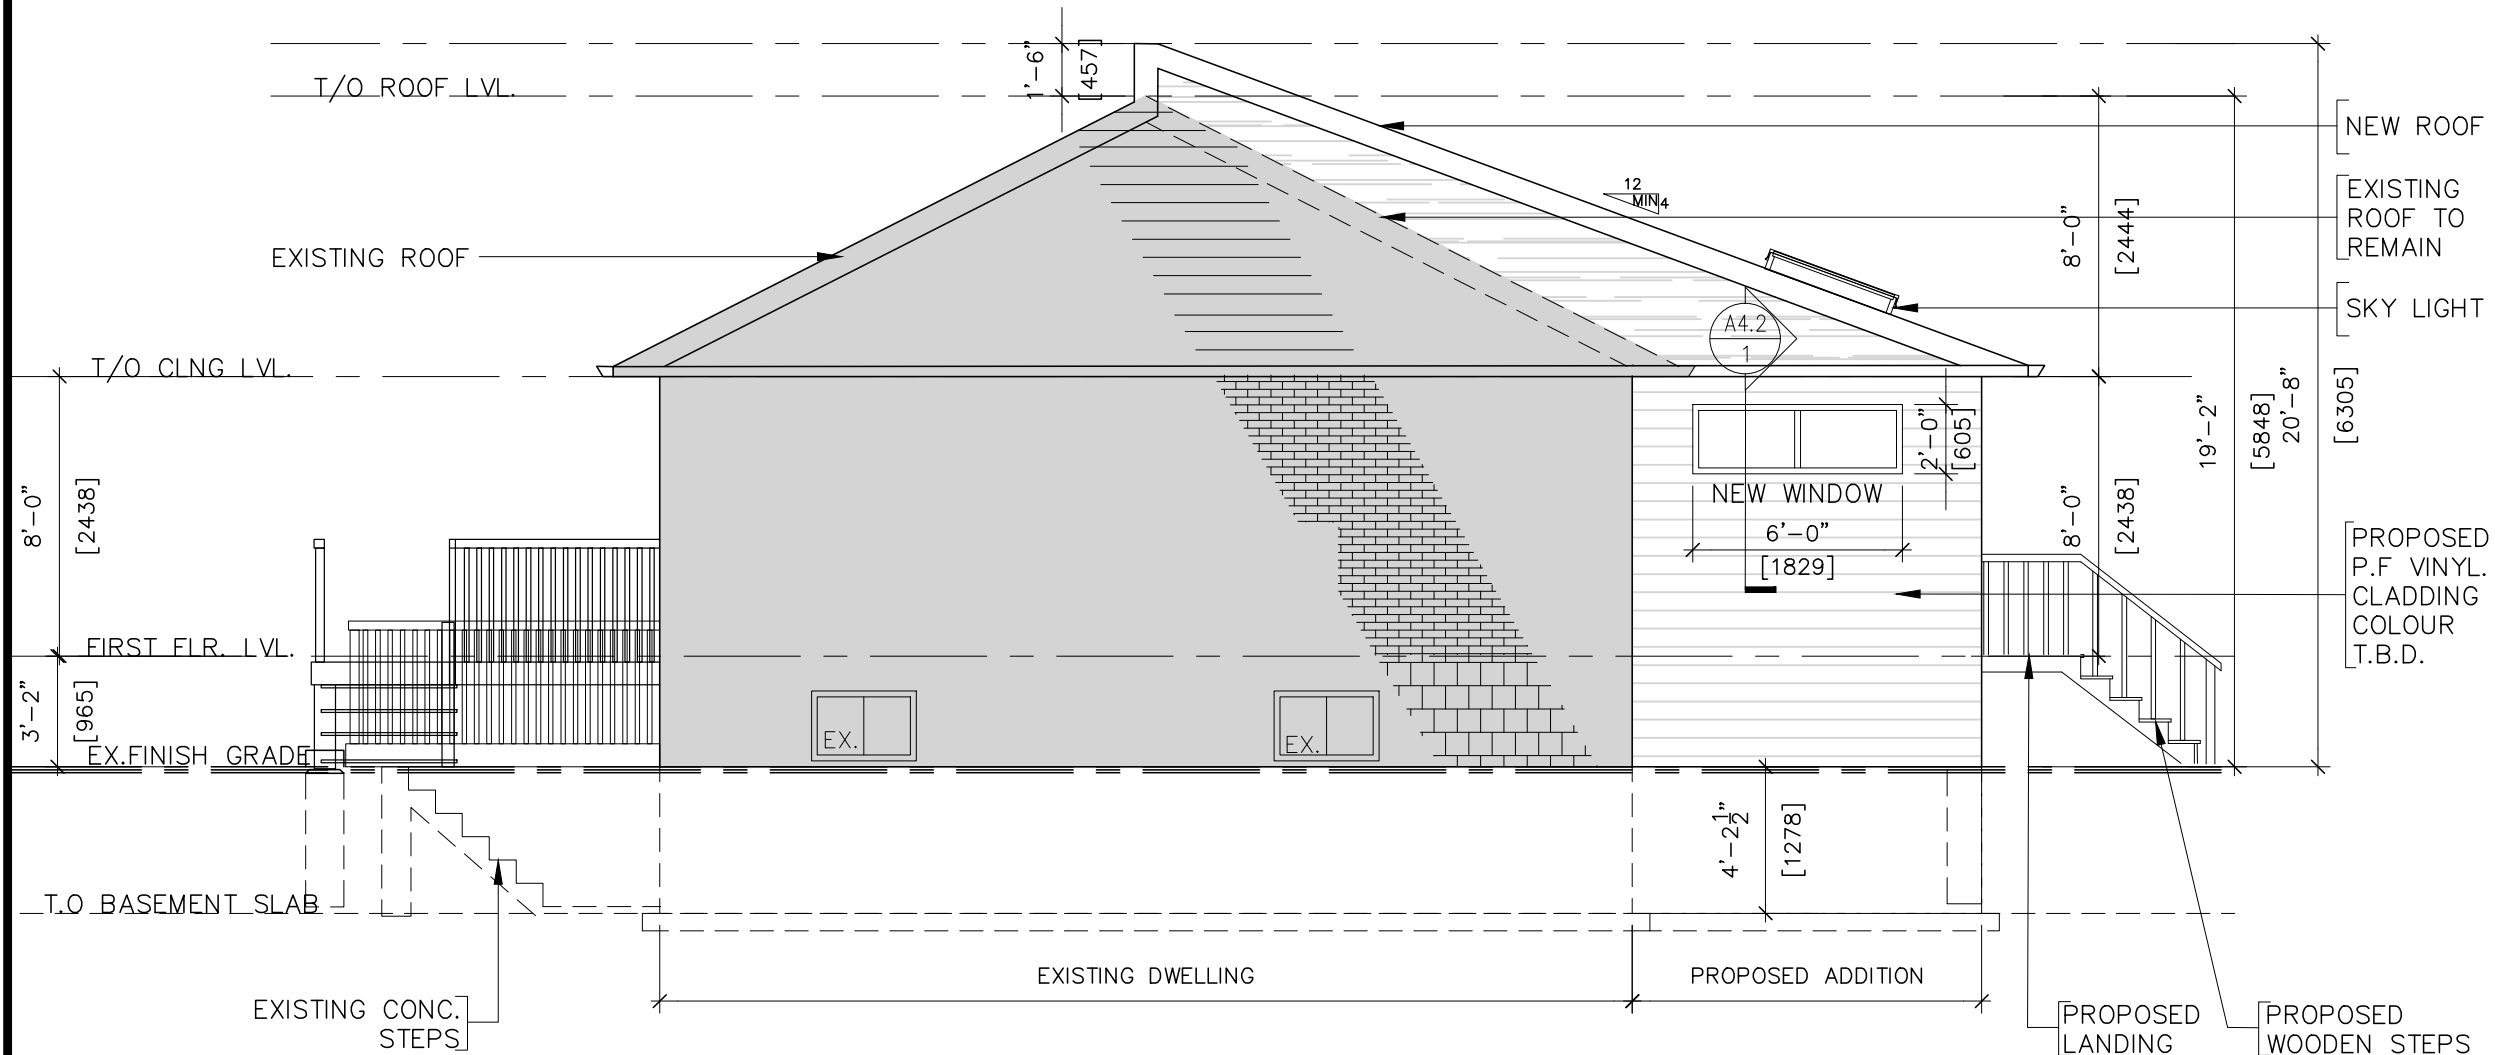 1'-6"
[457]
T/O ROOF LVL.
NEW ROOF
12
MIN4
EXISTING
ROOF TO
REMAIN
8'-0"
[2444]
EXISTING ROOF
SKY LIGHT
A4.2
1
T/O CLNG LVL.
2'-0"
[605]
19'-2"
[5848]
20'-8"
[6305]
8'-0"
[2438]
NEW WINDOW
6'-0"
[1829]
8'-0"
[2438]
PROPOSED
P.F VINYL.
CLADDING
COLOUR
T.B.D.
FIRST FLR. LVL.
3'-2"
[965]
EX.
EX.
EX.FINISH GRADE
4'-2 1/2"
[1278]
T.O BASEMENT SLAB
EXISTING DWELLING
PROPOSED ADDITION
EXISTING CONC.
STEPS
PROPOSED
LANDING
PROPOSED
WOODEN STEPS